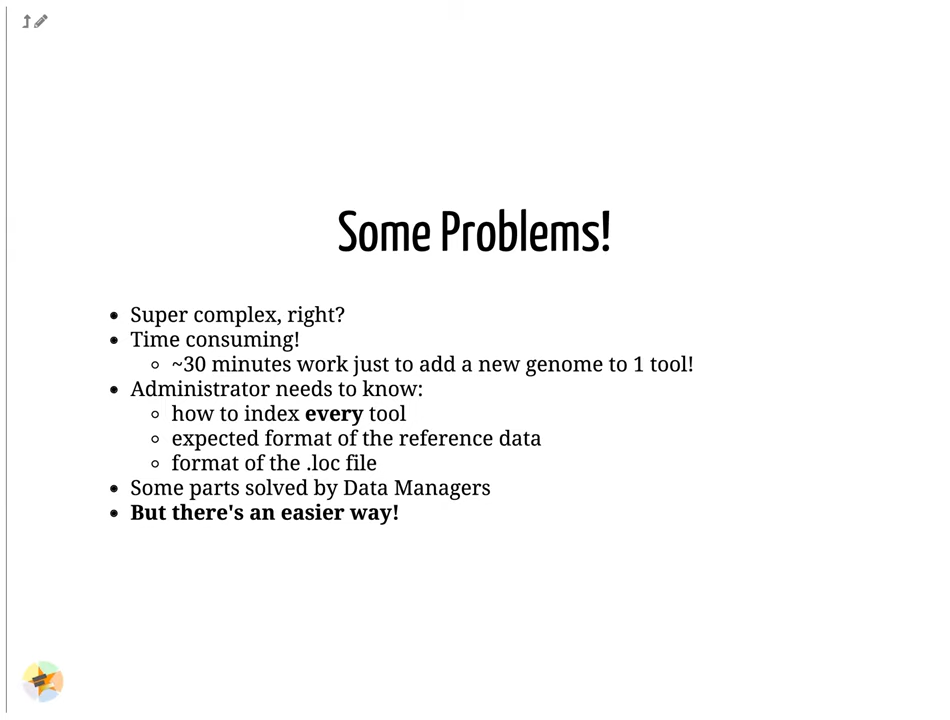 Some Problems!
Super complex, right?
Time consuming!
~30 minutes work just to add a new genome to 1 tool!
Administrator needs to know:
how to index every tool
expected format of the reference data
format of the .loc file
Some parts solved by Data Managers
But there's an easier way!